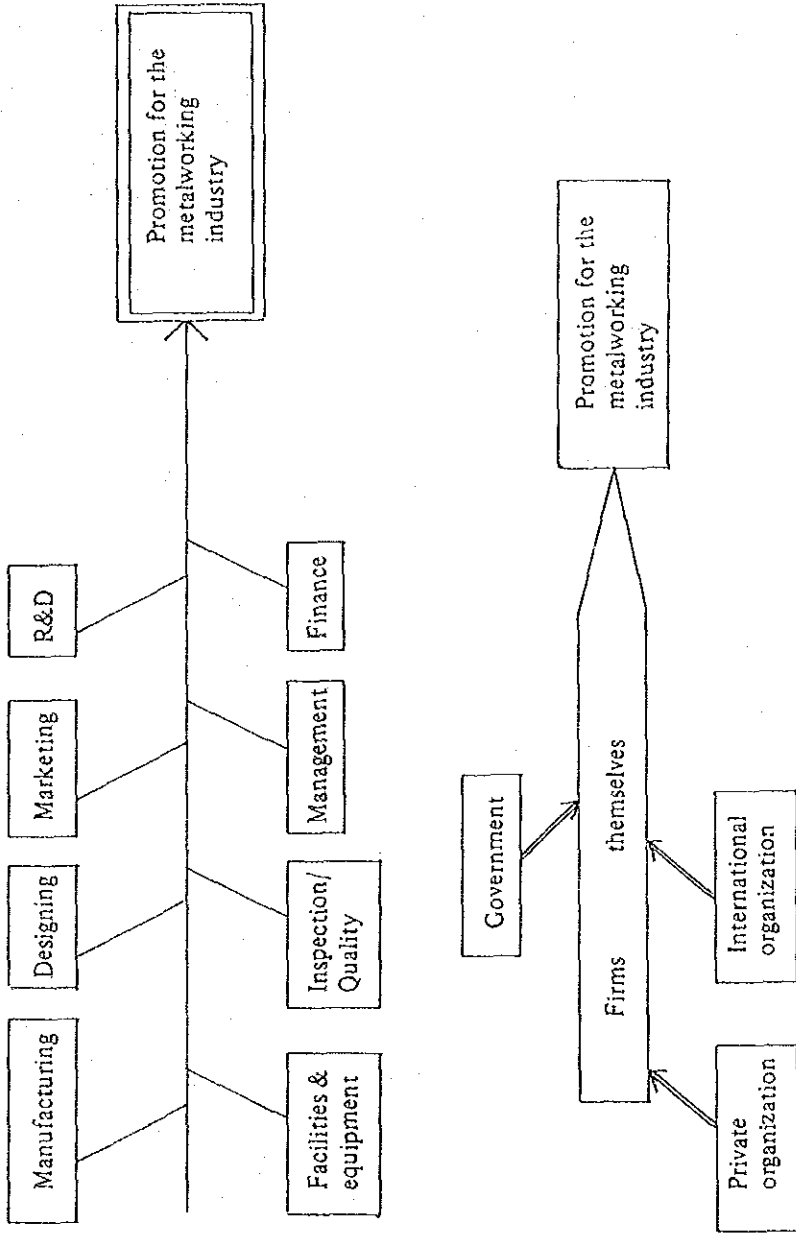 Manufacturing
Designing
Marketing
R&D
Promotion for the
metalworking
industry
Facilities &
equipment
Inspection/
Quality
Management
Finance
Government
Firms themselves
Promotion for the
metalworking
industry
Private
organization
International
organization